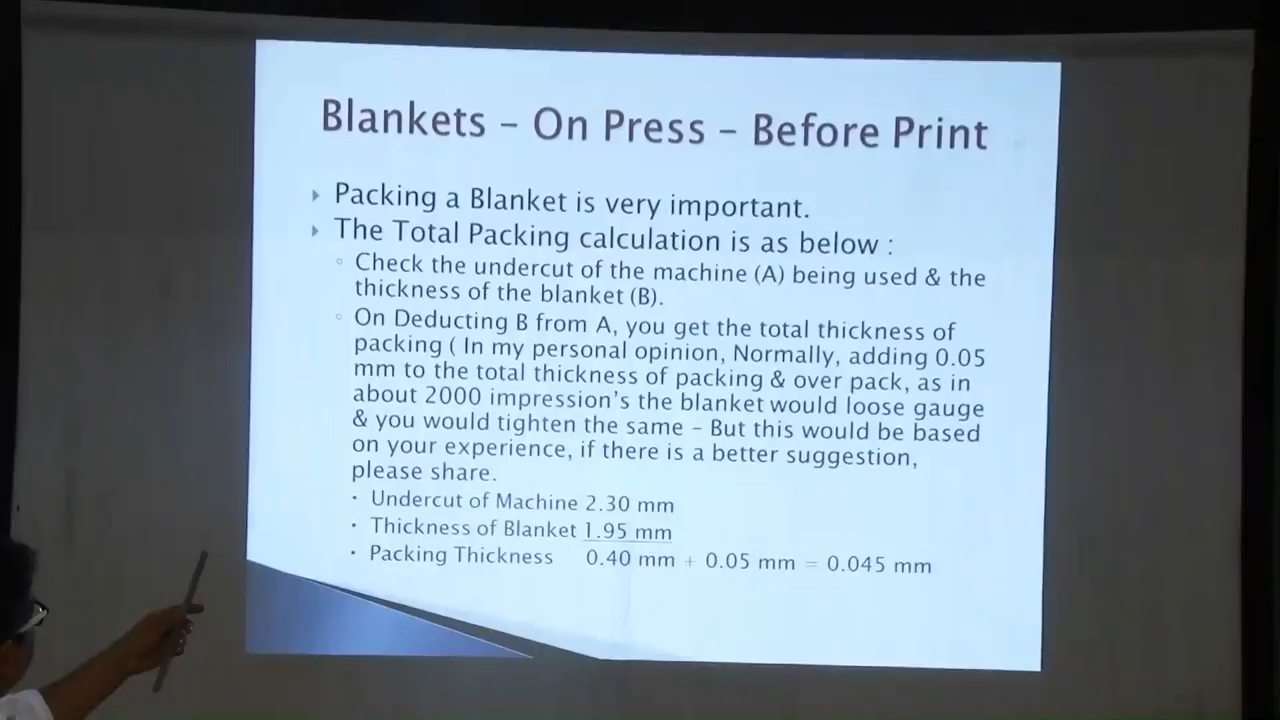 Blankets – On Press – Before Print
Packing a Blanket is very important.
The Total Packing calculation is as below :
Check the undercut of the machine (A) being used & the
thickness of the blanket (B).
On Deducting B from A, you get the total thickness of
packing ( In my personal opinion, Normally, adding 0.05
mm to the total thickness of packing & over pack, as in
about 2000 impression's the blanket would loose gauge
& you would tighten the same – But this would be based
on your experience, if there is a better suggestion,
please share.
Undercut of Machine 2.30 mm
Thickness of Blanket 1.95 mm
Packing Thickness 0.40 mm + 0.05 mm = 0.045 mm